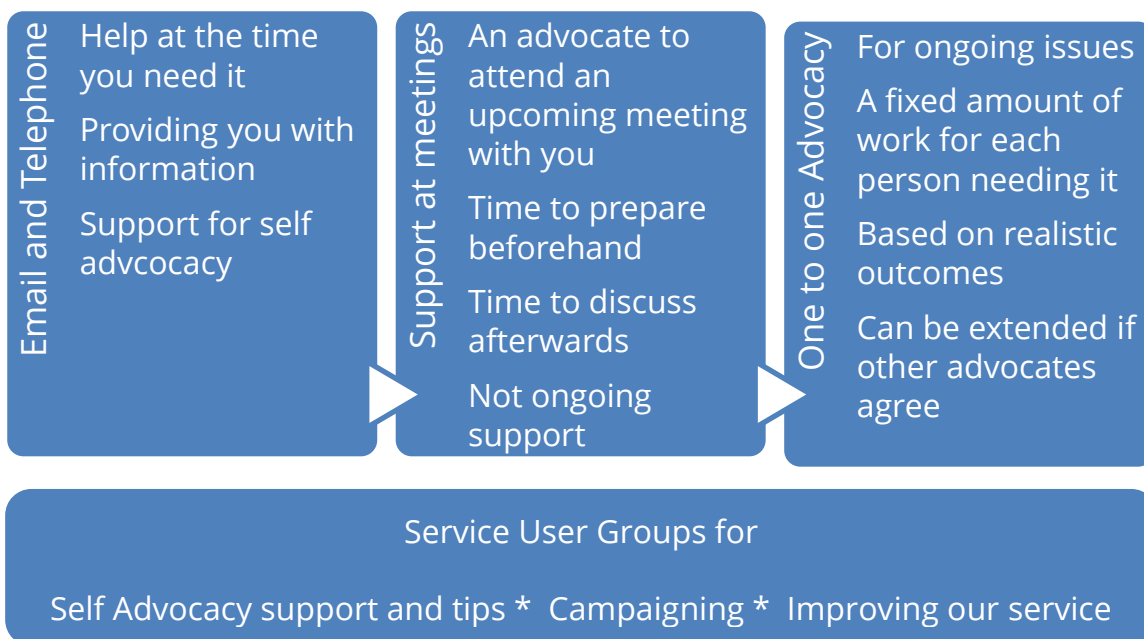 Email and Telephone
Help at the time
you need it
Providing you with
information
Support for self
advcocacy
Support at meetings
An advocate to
attend an
upcoming meeting
with you
Time to prepare
beforehand
Time to discuss
afterwards
Not ongoing
support
One to one Advocacy
For ongoing issues
A fixed amount of
work for each
person needing it
Based on realistic
outcomes
Can be extended if
other advocates
agree
Service User Groups for
Self Advocacy support and tips * Campaigning * Improving our service